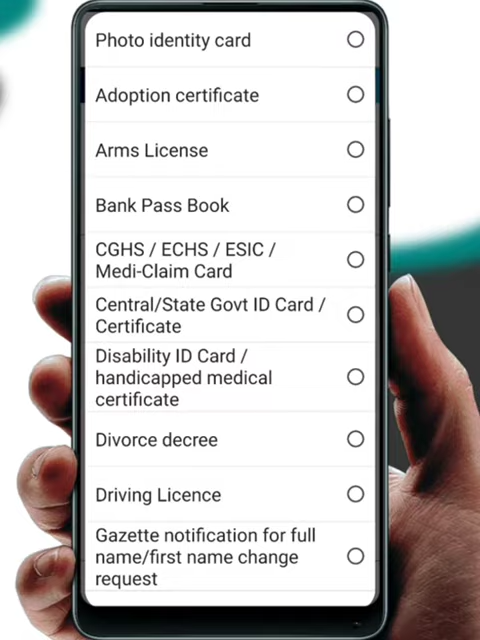 Photo identity card
Adoption certificate
Arms License
Bank Pass Book
CGHS / ECHS / ESIC /
Medi-Claim Card
Central/State Govt ID Card /
Certificate
Disability ID Card /
handicapped medical
certificate
Divorce decree
Driving Licence
Gazette notification for full
name/first name change
request